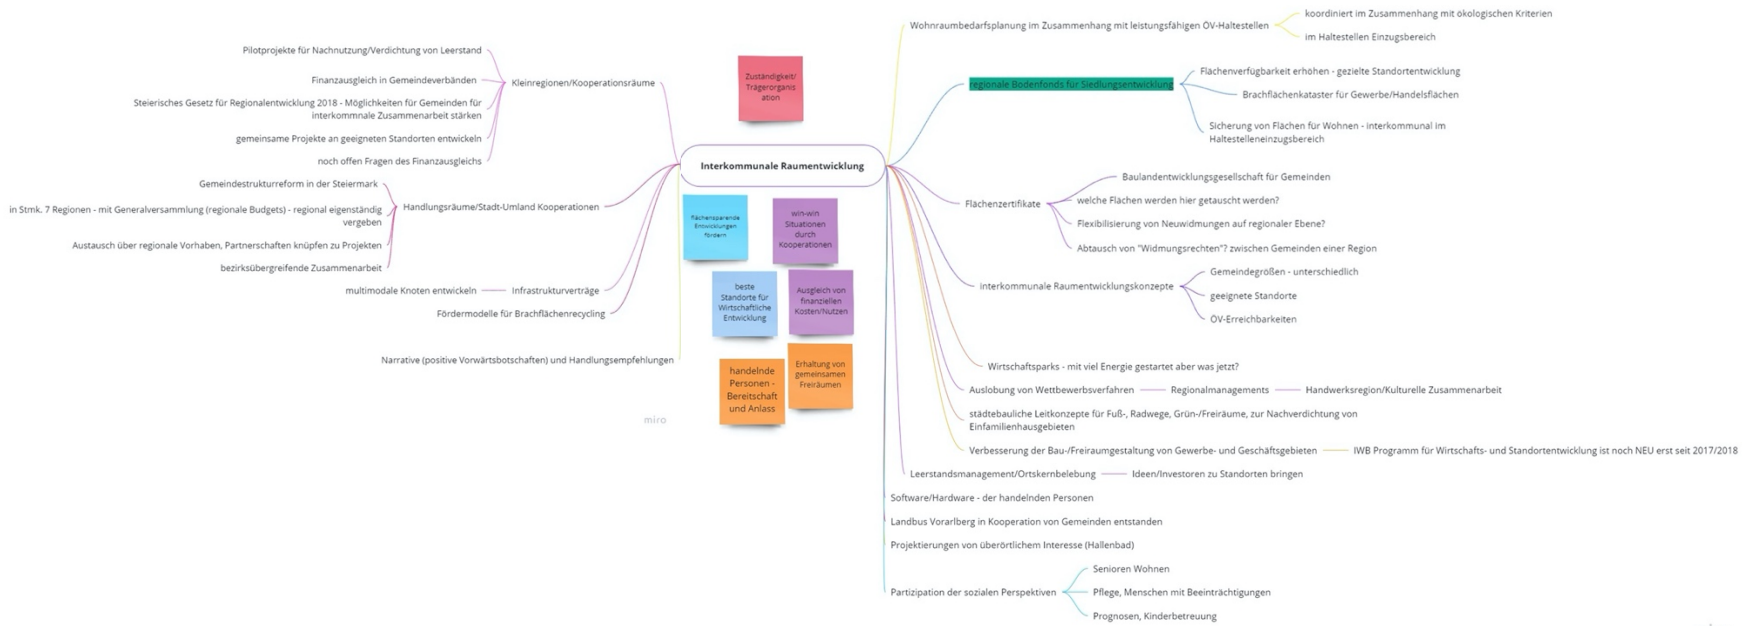 Pilotprojekte für Nachnutzung/Verdichtung von Leerstand
Finanzausgleich in Gemeindeverbänden
Steierisches Gesetz für Regionalentwicklung 2018 - Möglichkeiten für Gemeinden für
interkommnale Zusammenarbeit stärken
gemeinsame Projekte an geeigneten Standorten entwickeln
noch offen Fragen des Finanzausgleichs
Kleinregionen/Kooperationsräume
Gemeindestrukturreform in der Steiermark
in Stmk. 7 Regionen - mit Generalversammlung (regionale Budgets) - regional eigenständig
vergeben
Austausch über regionale Vorhaben, Partnerschaften knüpfen zu Projekten
bezirksübergreifende Zusammenarbeit
Handlungsräume/Stadt-Umland Kooperationen
multimodale Knoten entwickeln
Infrastrukturverträge
Fördermodelle für Brachflächenrecycling
Narrative (positive Vorwärtsbotschaften) und Handlungsempfehlungen
Zuständigkeit/
Trägerorganis
ation
Interkommunale Raumentwicklung
flächensparende
Entwicklungen
fördern
win-win
Situationen
durch
Kooperationen
beste
Standorte für
Wirtschaftliche
Entwicklung
Ausgleich von
finanziellen
Kosten/Nutzen
handelnde
Personen -
Bereitschaft
und Anlass
Erhaltung von
gemeinsamen
Freiräumen
miro
Wohnraumbedarfsplanung im Zusammenhang mit leistungsfähigen ÖV-Haltestellen
koordiniert im Zusammenhang mit ökologischen Kriterien
im Haltestellen Einzugsbereich
regionale Bodenfonds für Siedlungsentwicklung
Flächenverfügbarkeit erhöhen - gezielte Standortentwicklung
Brachflächenkataster für Gewerbe/Handelsflächen
Sicherung von Flächen für Wohnen - interkommunal im
Haltestelleneinzugsbereich
Flächenzertifikate
Baulandentwicklungsgesellschaft für Gemeinden
welche Flächen werden hier getauscht werden?
Flexibilisierung von Neuwidmungen auf regionaler Ebene?
Abtausch von "Widmungsrechten"? zwischen Gemeinden einer Region
interkommunale Raumentwicklungskonzepte
Gemeindegrößen - unterschiedlich
geeignete Standorte
ÖV-Erreichbarkeiten
Wirtschaftsparks - mit viel Energie gestartet aber was jetzt?
Auslobung von Wettbewerbsverfahren
Regionalmanagements
Handwerksregion/Kulturelle Zusammenarbeit
städtebauliche Leitkonzepte für Fuß-, Radwege, Grün-/Freiräume, zur Nachverdichtung von
Einfamilienhausgebieten
Verbesserung der Bau-/Freiraumgestaltung von Gewerbe- und Geschäftsgebieten
IWB Programm für Wirtschafts- und Standortentwicklung ist noch NEU erst seit 2017/2018
Leerstandsmanagement/Ortskernbelebung
Ideen/Investoren zu Standorten bringen
Software/Hardware - der handelnden Personen
Landbus Vorarlberg in Kooperation von Gemeinden entstanden
Projektierungen von überörtlichem Interesse (Hallenbad)
Partizipation der sozialen Perspektiven
Senioren Wohnen
Pflege, Menschen mit Beeinträchtigungen
Prognosen, Kinderbetreuung